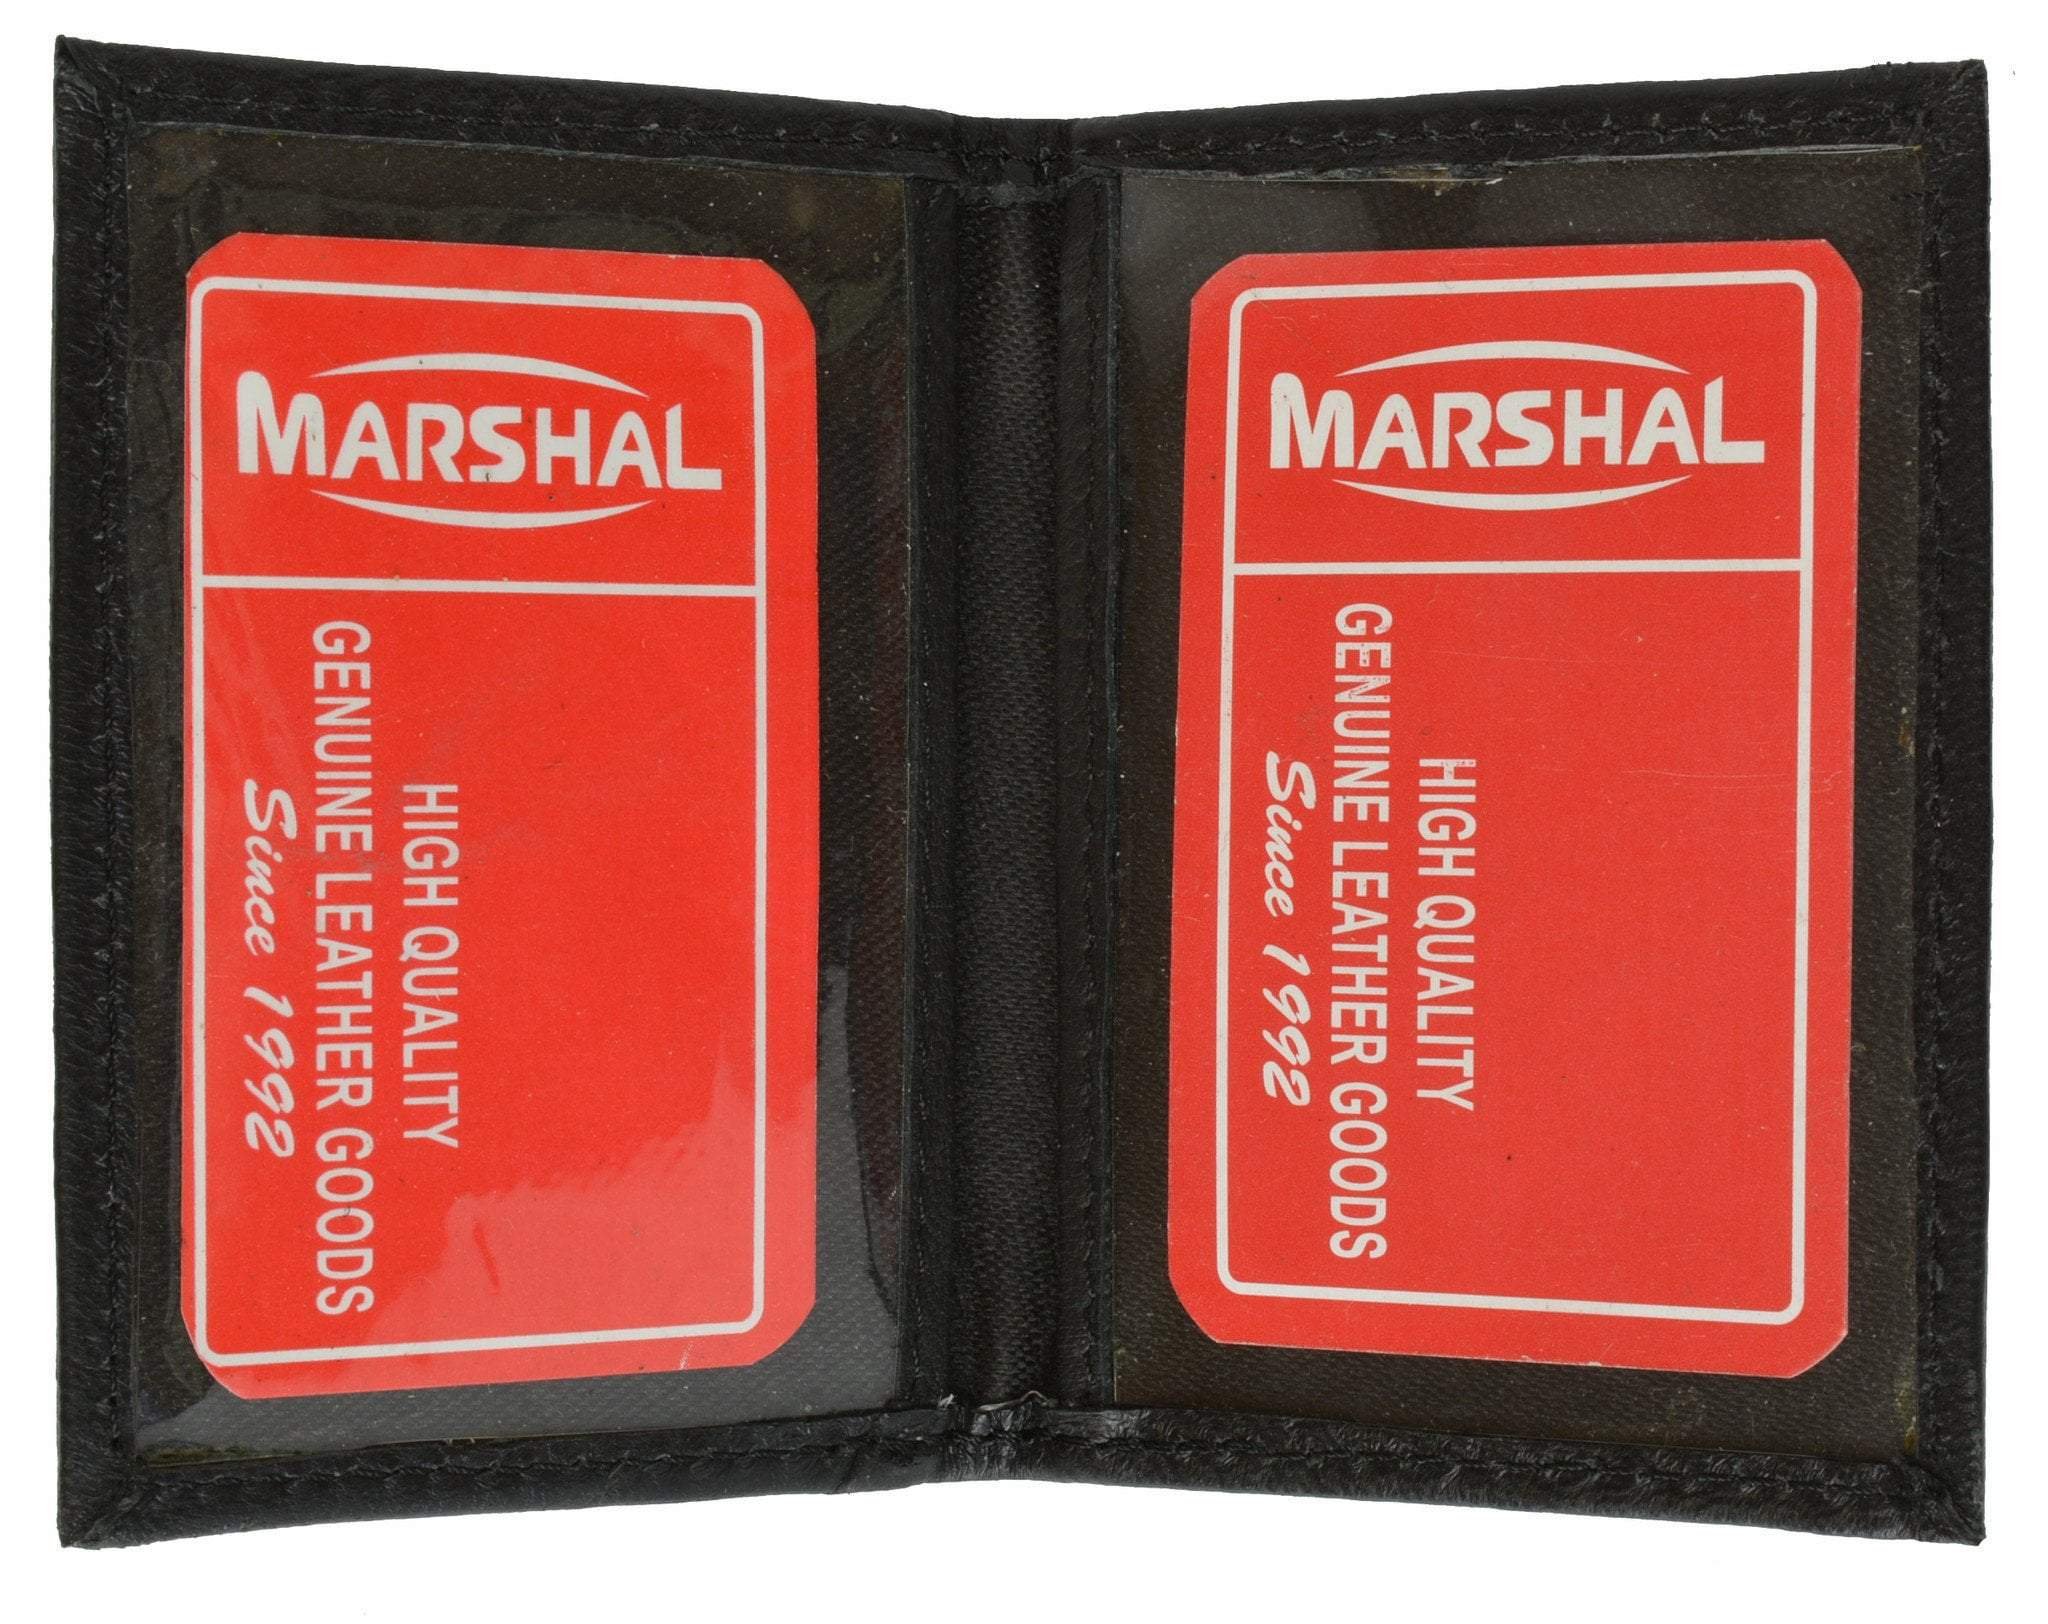 MARSHAL
HIGH QUALITY
GENUINE LEATHER GOODS
Since 1992
MARSHAL
HIGH QUALITY
GENUINE LEATHER GOODS
Since 1992